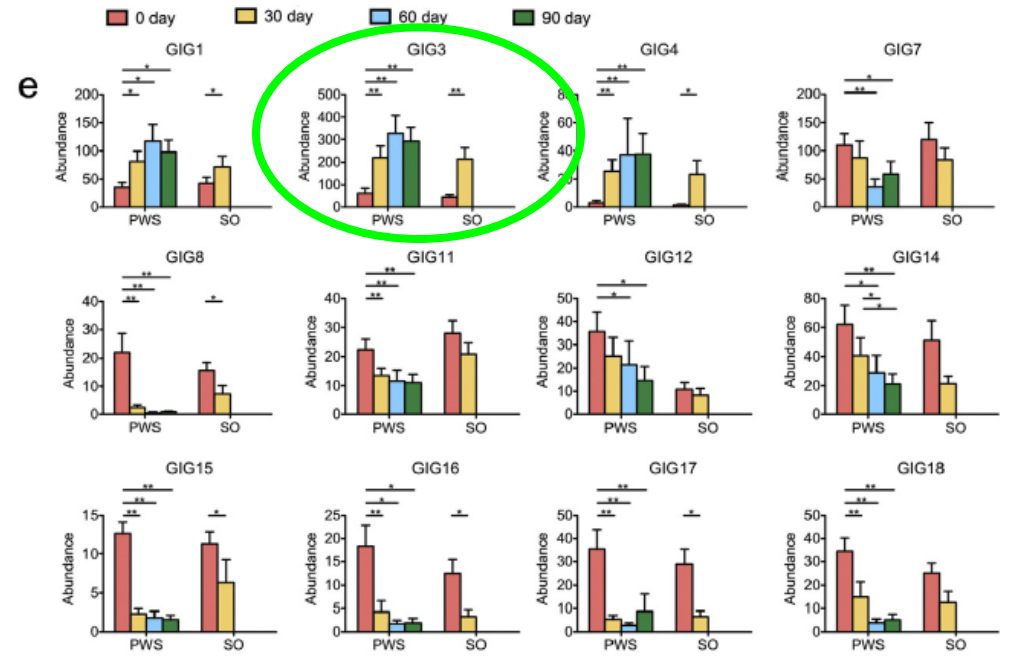 0 day 30 day 60 day 90 day
e
GIG1 GIG3 GIG4 GIG7
* ** ** *
* ** ** **
* * ** ** ** *
Abundance Abundance Abundance Abundance
200 500 80 200
150 400 60 150
100 300 40 100
50 200 20 50
0 100 0 0
0
PWS SO PWS SO PWS SO PWS SO
GIG8 GIG11 GIG12 GIG14
** ** * **
** ** * * *
** * ** *
Abundance Abundance Abundance Abundance
40 40 50 80
30 30 40 60
20 20 30 40
10 10 20 20
0 0 10 0
0
PWS SO PWS SO PWS SO PWS SO
GIG15 GIG16 GIG17 GIG18
** * ** **
** * ** **
** * ** * ** * **
Abundance Abundance Abundance Abundance
15 25 50 50
10 20 40 40
5 15 30 30
0 10 20 20
5 10 10
0 0 0
PWS SO PWS SO PWS SO PWS SO